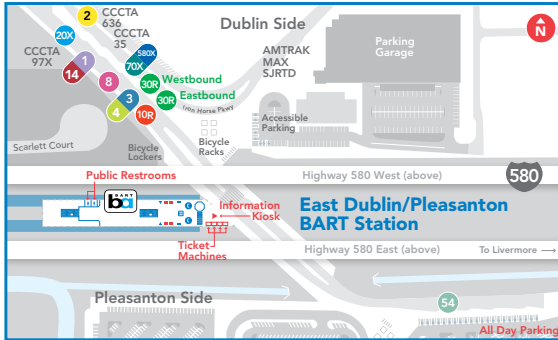 2
CCCTA
636
Dublin Side
N
20X
CCCTA
35
580X
70X
AMTRAK
MAX
SJRTD
Parking
Garage
CCCTA
97X
1
14
8
30R
Westbound
30R
Eastbound
Iron Horse Pkwy
3
4
10R
Accessible
Parking
Scarlett Court
Bicycle
Lockers
Bicycle
Racks
Public Restrooms
Highway 580 West (above)
580
BART
ba
Information
Kiosk
East Dublin/Pleasanton
BART Station
Ticket
Machines
Highway 580 East (above)
To Livermore
Pleasanton Side
54
All Day Parking